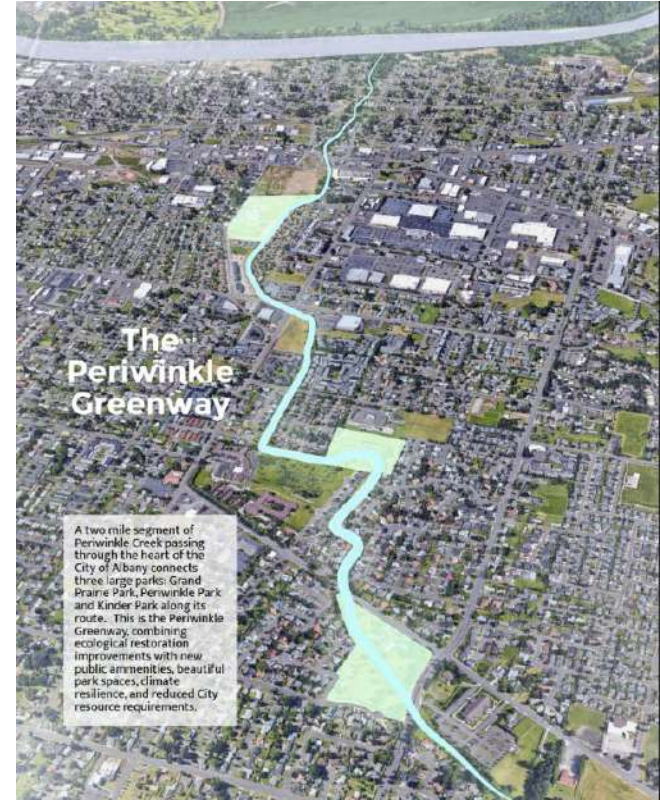 The
Periwinkle
Greenway
A two mile segment of
Periwinkle Creek passing
through the heart of the
City of Albany connects
three large parks: Grand
Prairie Park, Periwinkle Park
and Kinder Park along its
route. This is the Periwinkle
Greenway, combining
ecological restoration
improvements with new
public ammenities, beautiful
park spaces, climate
resilience, and reduced City
resource requirements.